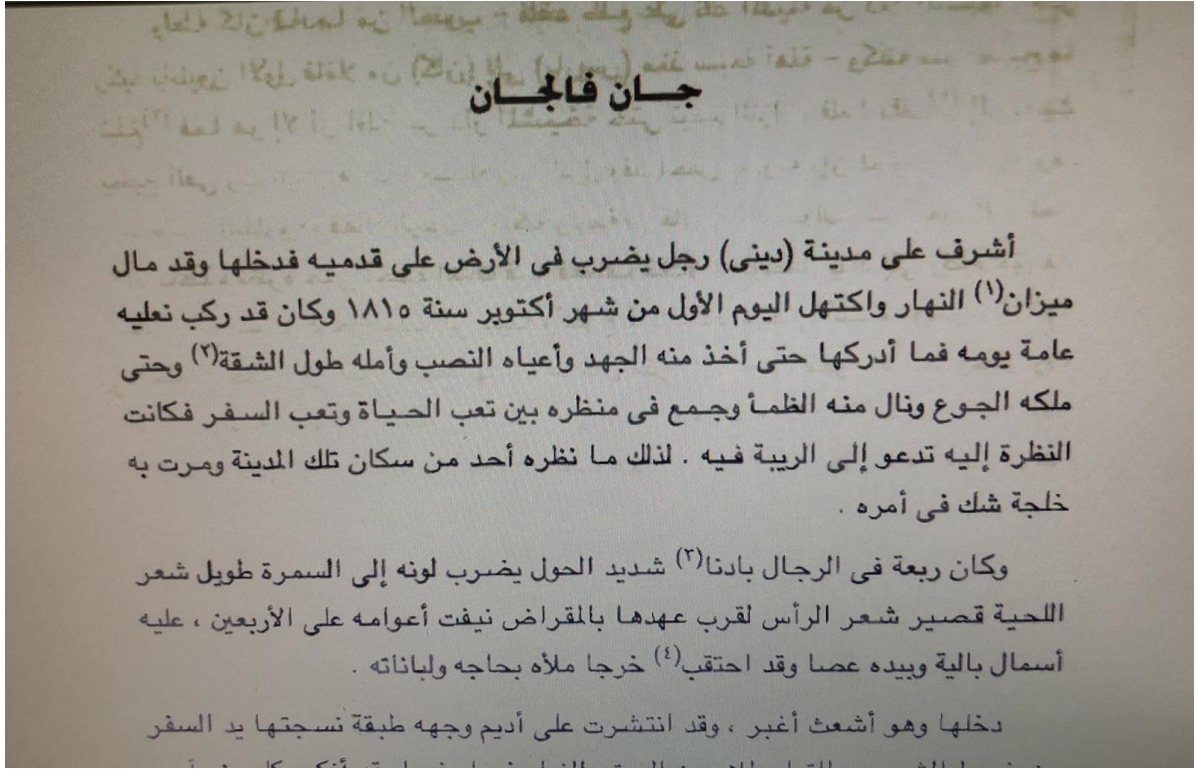 جان فالجان
أشرف على مدينة (دينى) رجل يضرب فى الأرض على قدميه فدخلها وقد مال
ميزان(١) النهار واكتهل اليوم الأول من شهر أكتوبر سنة ١٨١٥ وكان قد ركب نعليه
عامة يومه فما أدركها حتى أخذ منه الجهد وأعياه النصب وأمله طول الشقة(٢) وحتى
ملكه الجوع ونال منه الظمأ وجمع فى منظره بين تعب الحياة وتعب السفر فكانت
النظرة إليه تدعو إلى الريبة فيه . لذلك ما نظره أحد من سكان تلك المدينة ومرت به
خلجة شك فى أمره .
وكان ربعة فى الرجال بادنا(٣) شديد الحول يضرب لونه إلى السمرة طويل شعر
اللحية قصير شعر الرأس لقرب عهدها بالمقراض نيفت أعوامه على الأربعين ، عليه
أسمال بالية وبيده عصا وقد احتقب(٤) خرجا ملأه بحاجه ولباناته .
دخلها وهو أشعث أغبر ، وقد انتشرت على أديم وجهه طبقة نسجتها يد السفر